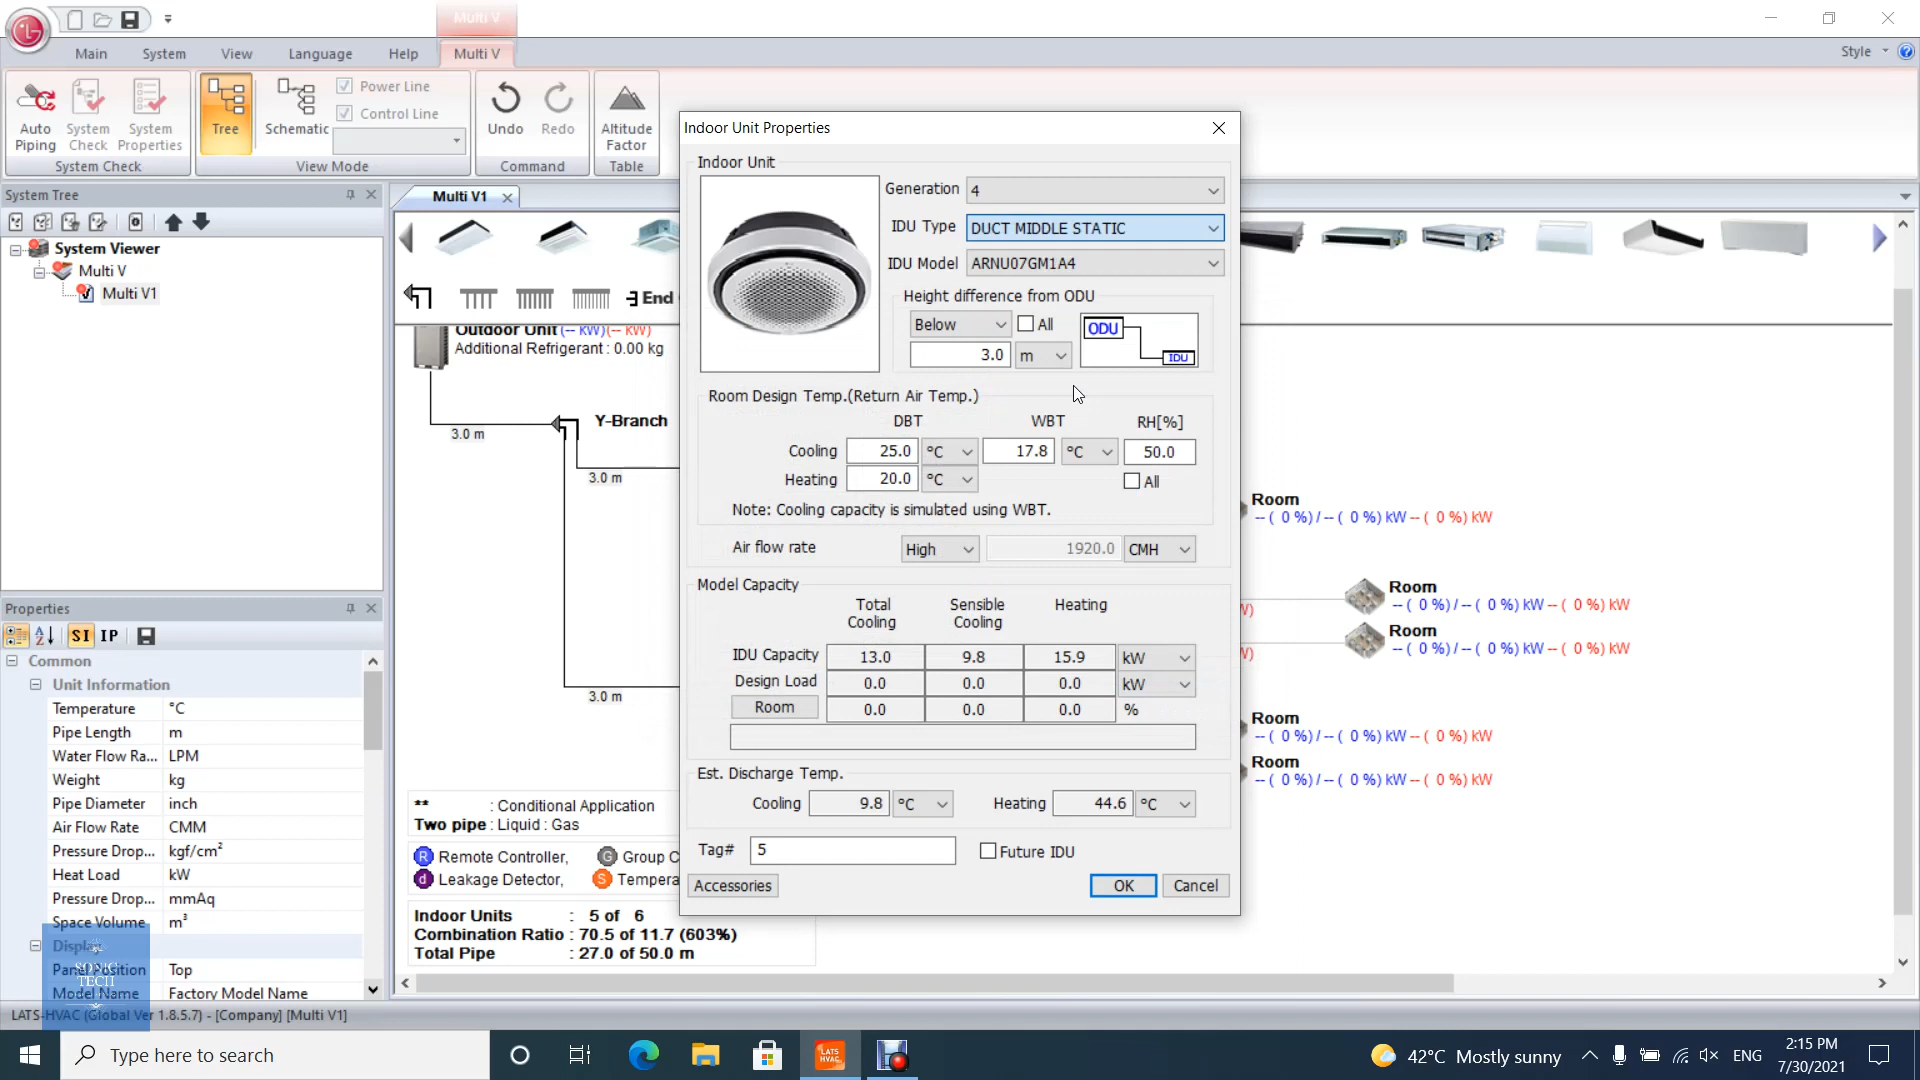 Multi V
Main System View Language Help Multi V
Style
Auto Piping
System Check
System Properties
System Check
Tree
Schematic
Power Line
Control Line
View Mode
Undo
Redo
Command
Altitude Factor
Table
System Tree
System Viewer
Multi V
Multi V1
Multi V1
End
Outdoor Unit (-- kW)(-- kW)
Additional Refrigerant : 0.00 kg
3.0 m
Y-Branch
3.0 m
3.0 m
** : Conditional Application
Two pipe : Liquid : Gas
R Remote Controller, G Group C
d Leakage Detector, S Tempera
Indoor Units : 5 of 6
Combination Ratio : 70.5 of 11.7 (603%)
Total Pipe : 27.0 of 50.0 m
Indoor Unit Properties
Indoor Unit
Generation 4
IDU Type DUCT MIDDLE STATIC
IDU Model ARNU07GM1A4
Height difference from ODU
Below All
3.0 m
ODU
IDU
Room Design Temp.(Return Air Temp.)
DBT WBT RH[%]
Cooling 25.0 °C 17.8 °C 50.0
Heating 20.0 °C All
Note: Cooling capacity is simulated using WBT.
Air flow rate High 1920.0 CMH
Model Capacity
Total Cooling Sensible Cooling Heating
IDU Capacity 13.0 9.8 15.9 kW
Design Load 0.0 0.0 0.0 kW
Room 0.0 0.0 0.0 %
Est. Discharge Temp.
Cooling 9.8 °C Heating 44.6 °C
Tag# 5 Future IDU
Accessories OK Cancel
Room
-- ( 0 %) / -- ( 0 %) kW -- ( 0 %) kW
W) Room
-- ( 0 %) / -- ( 0 %) kW -- ( 0 %) kW
W) Room
-- ( 0 %) / -- ( 0 %) kW -- ( 0 %) kW
Room
-- ( 0 %) / -- ( 0 %) kW -- ( 0 %) kW
Room
-- ( 0 %) / -- ( 0 %) kW -- ( 0 %) kW
Properties
SI IP
Common
Unit Information
Temperature °C
Pipe Length m
Water Flow Ra... LPM
Weight kg
Pipe Diameter inch
Air Flow Rate CMM
Pressure Drop... kgf/cm²
Heat Load kW
Pressure Drop... mmAq
Space Volume m³
Display
Panel Position Top
Model Name Factory Model Name
SONIC
TECH
LATS-HVAC (Global Ver 1.8.5.7) - [Company] [Multi V1]
Type here to search
LATS HVAC
42°C Mostly sunny
ENG
2:15 PM
7/30/2021